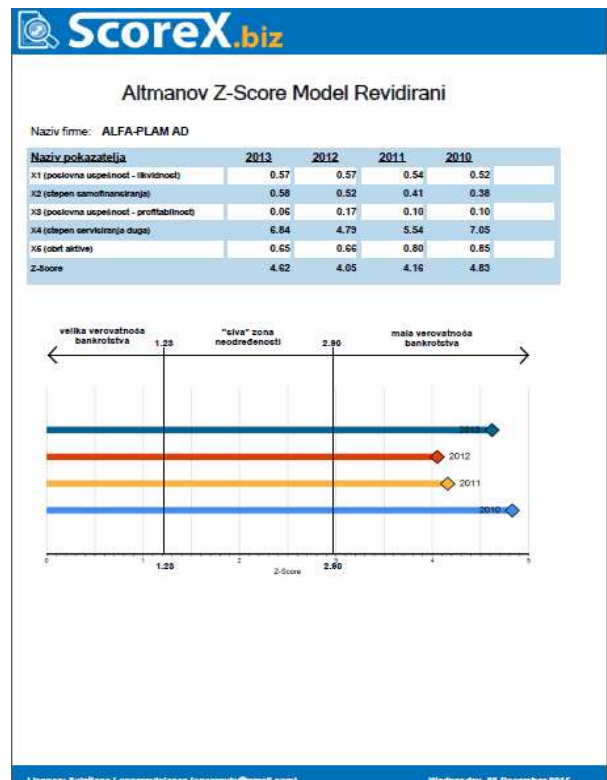 ScoreX.biz
Altmanov Z-Score Model Revidirani
Naziv firme: ALFA-PLAM AD
Naziv pokazatelja 2013 2012 2011 2010
X1 (poslovna uspešnost - likvidnost) 0.57 0.57 0.54 0.52
X2 (stepen samofinansiranja) 0.58 0.52 0.41 0.38
X3 (poslovna uspešnost - profitabilnost) 0.06 0.17 0.10 0.10
X4 (stepen servisiranja duga) 6.84 4.79 5.54 7.05
X5 (obrt aktive) 0.65 0.66 0.80 0.85
Z-Score 4.62 4.05 4.16 4.83
velika verovatnoća bankrotstva 1.23 "siva" zona neodređenosti 2.90 mala verovatnoća bankrotstva
2013
2012
2011
2010
0 1.23 2 2.90 4 5
Z-Score
Wednesday,